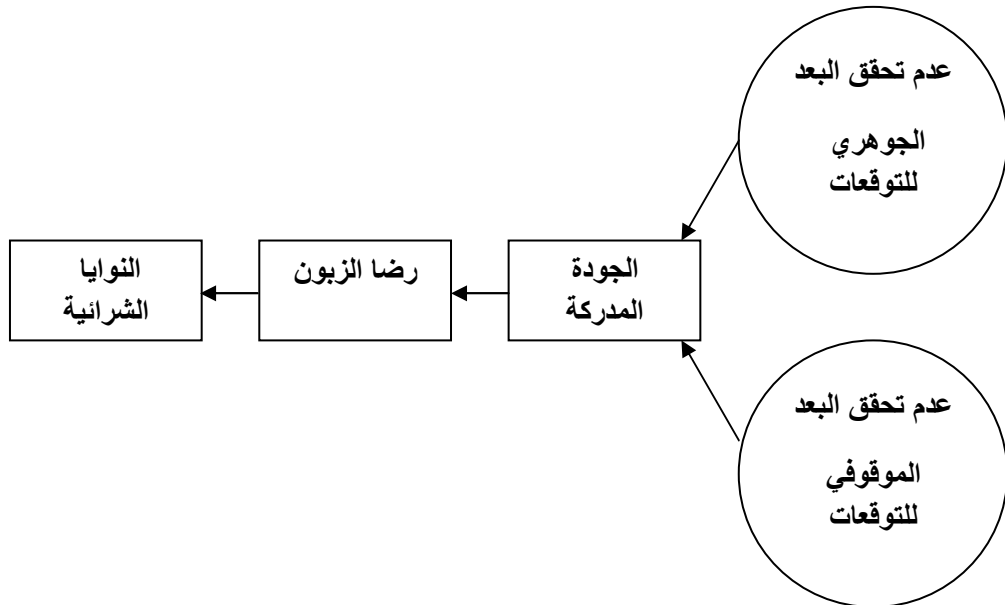 عدم تحقق البعد
الجوهري
للتوقعات
الجودة
المدركة
رضا الزبون
النوايا
الشرائية
عدم تحقق البعد
الموقوفي
للتوقعات